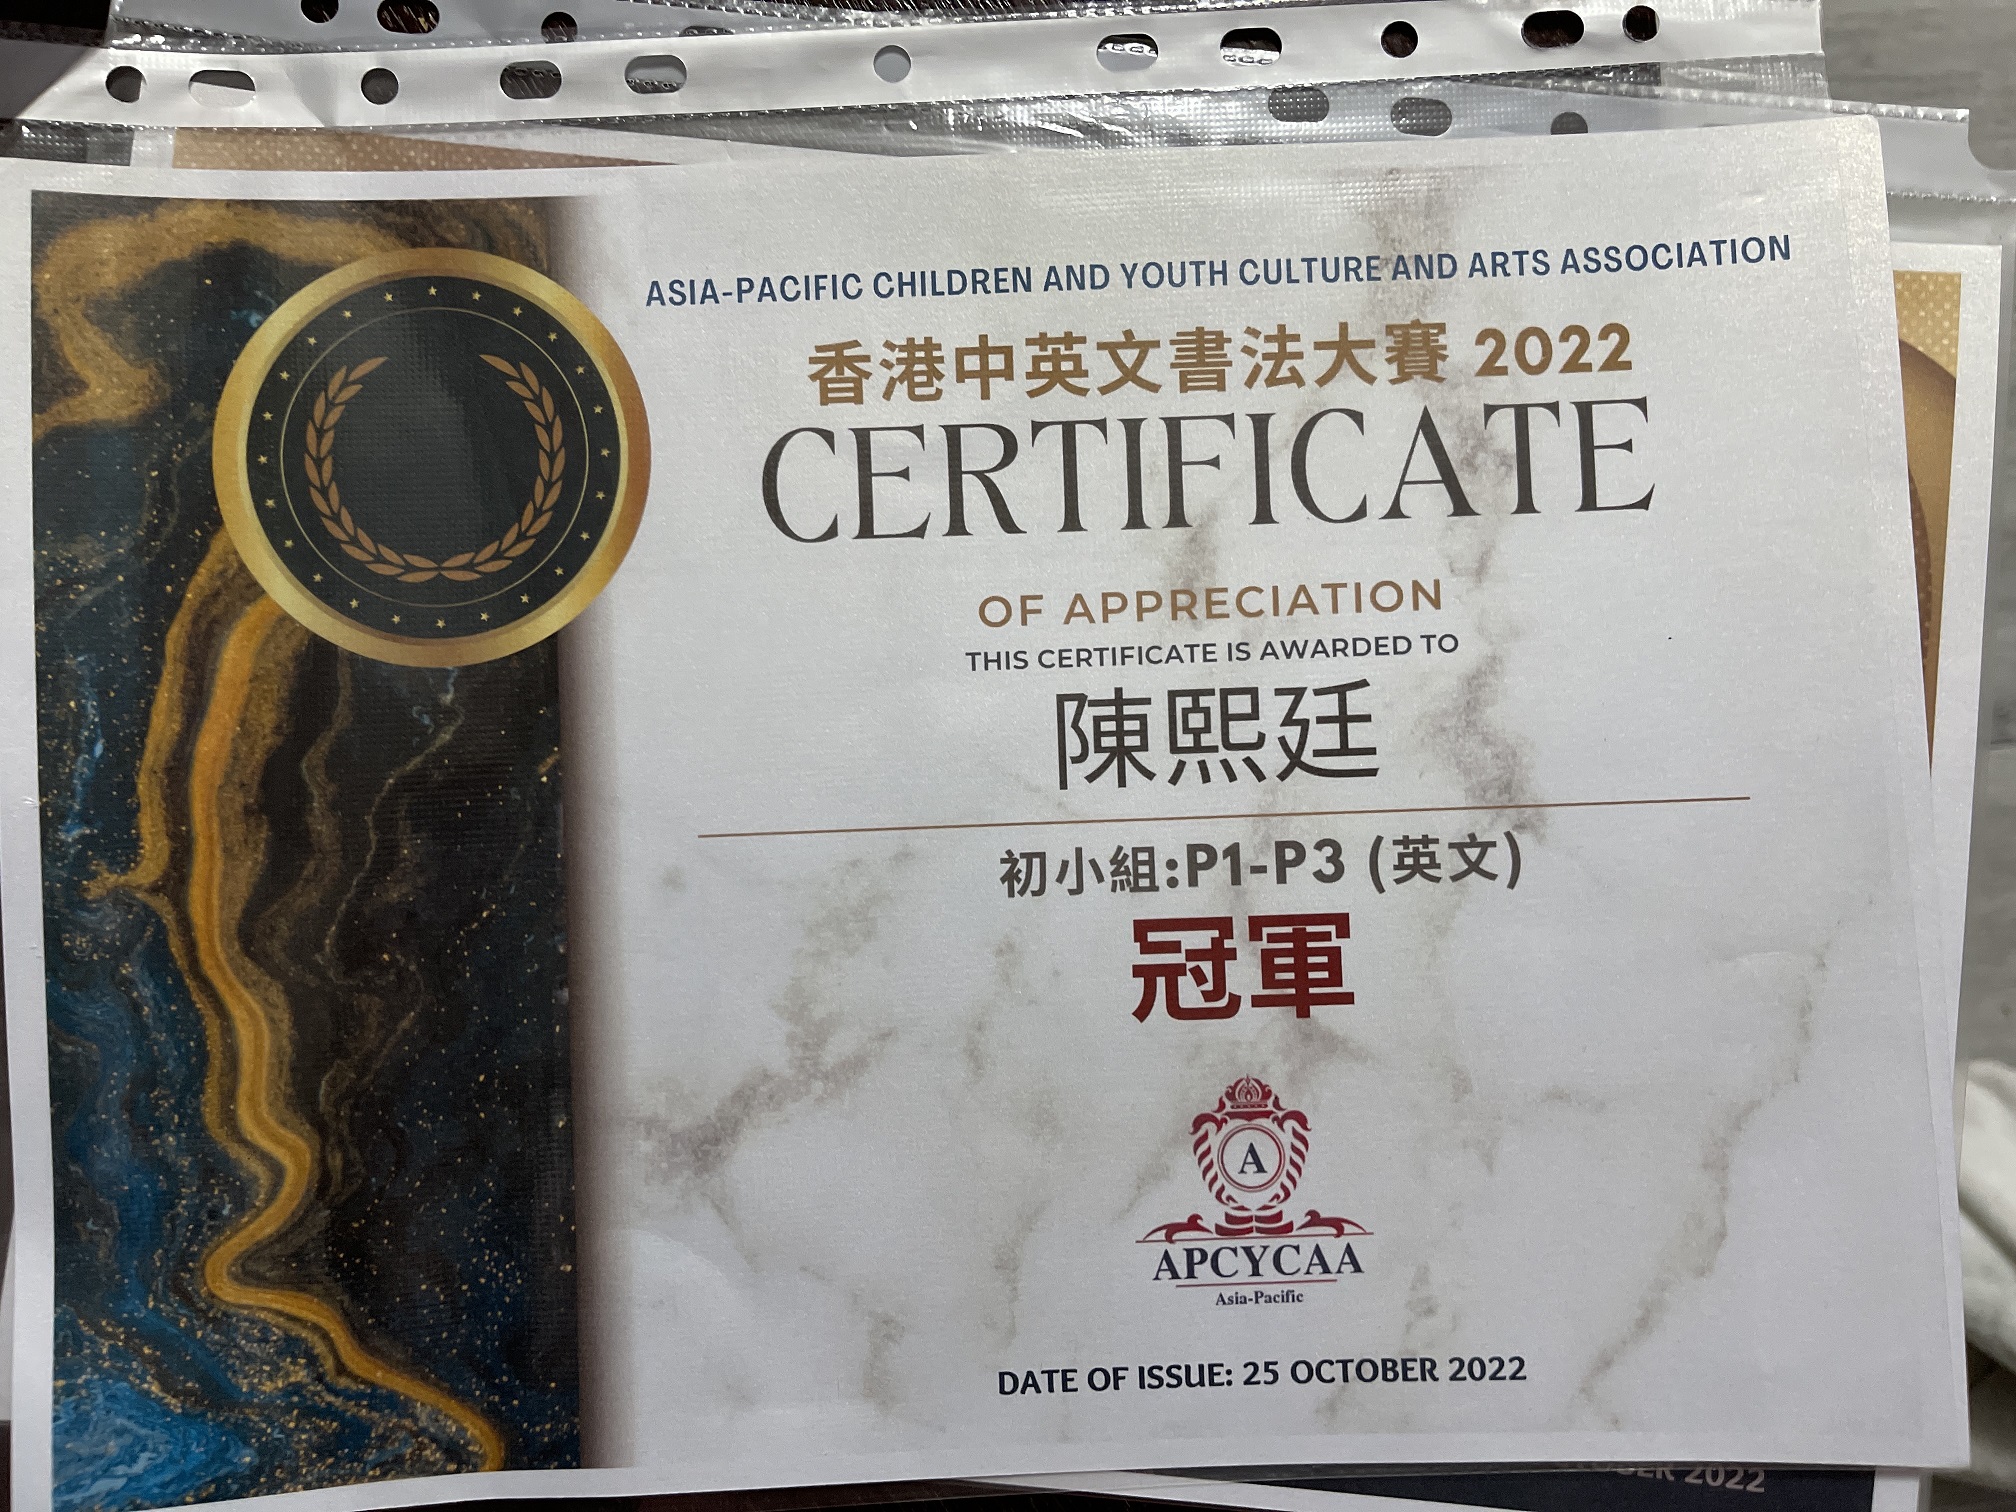 ASIA-PACIFIC CHILDREN AND YOUTH CULTURE AND ARTS ASSOCIATION
香港中英文書法大賽 2022
CERTIFICATE
OF APPRECIATION
THIS CERTIFICATE IS AWARDED TO
陳熙廷
初小組:P1-P3 (英文)
冠軍
A
APCYCAA
Asia-Pacific
DATE OF ISSUE: 25 OCTOBER 2022
2022